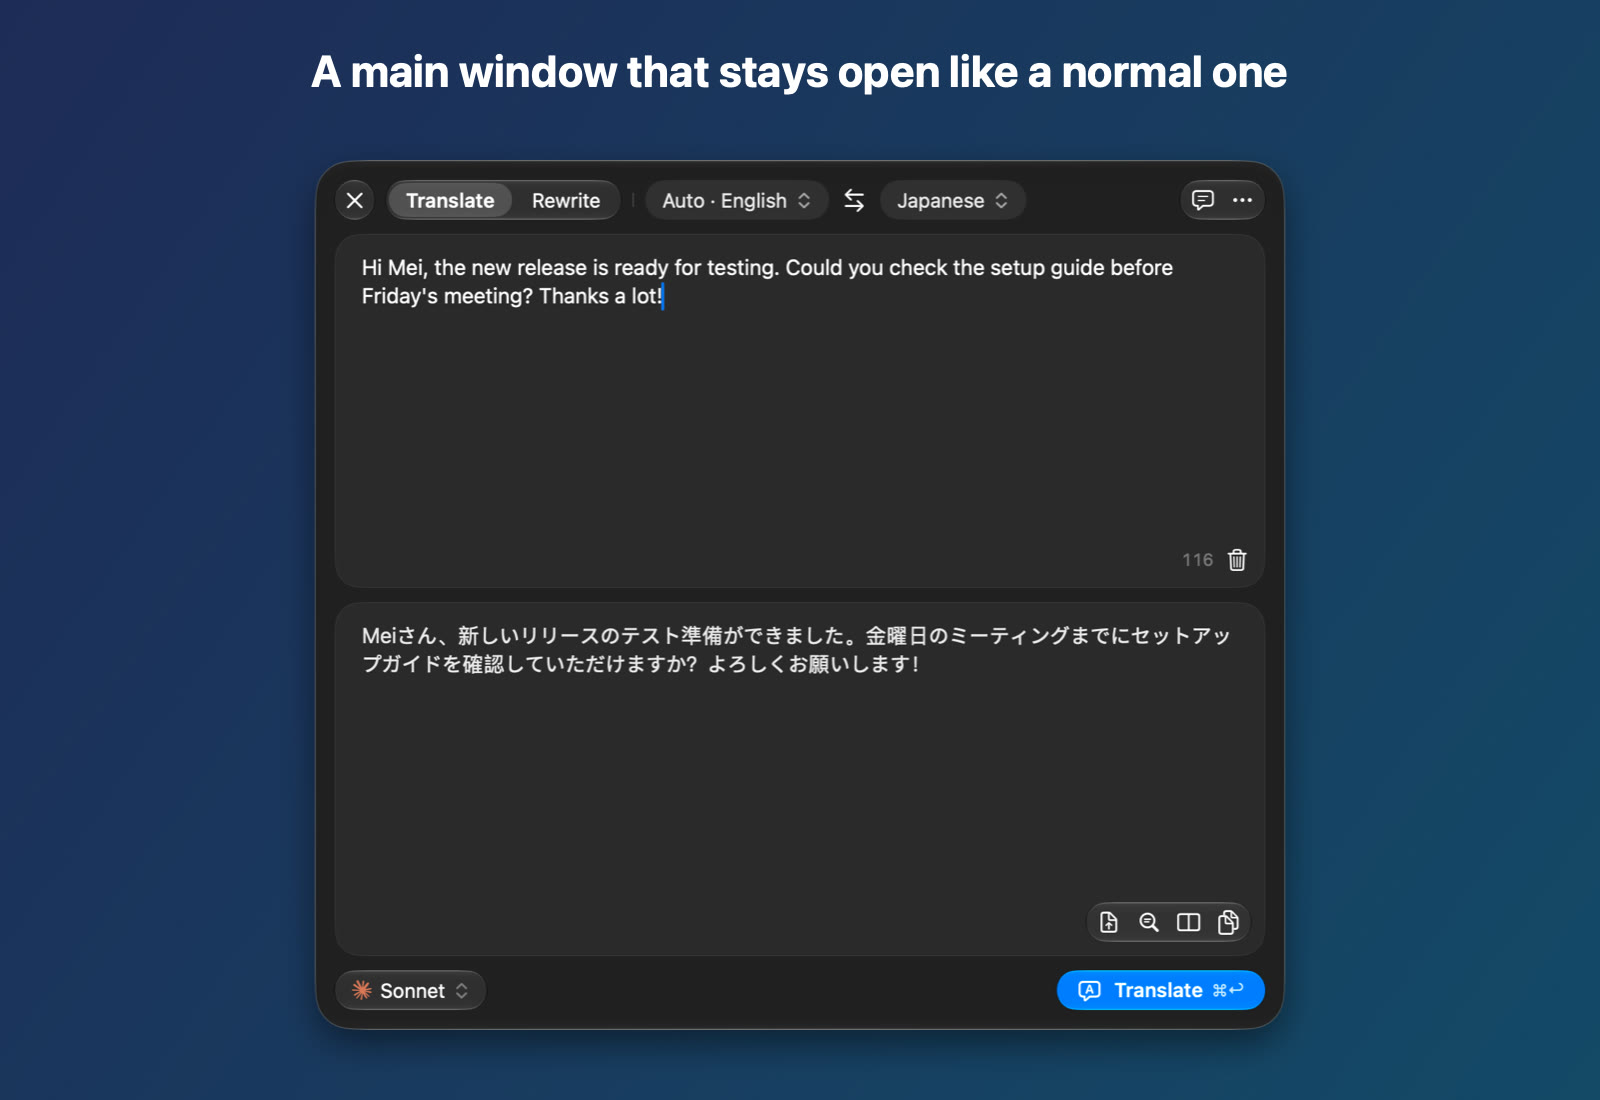 A main window that stays open like a normal one
Translate Rewrite Auto · English Japanese
Hi Mei, the new release is ready for testing. Could you check the setup guide before
Friday's meeting? Thanks a lot!
116
Meiさん、新しいリリースのテスト準備ができました。金曜日のミーティングまでにセットアッ
プガイドを確認していただけますか？よろしくお願いします！
Sonnet Translate ⌘↩